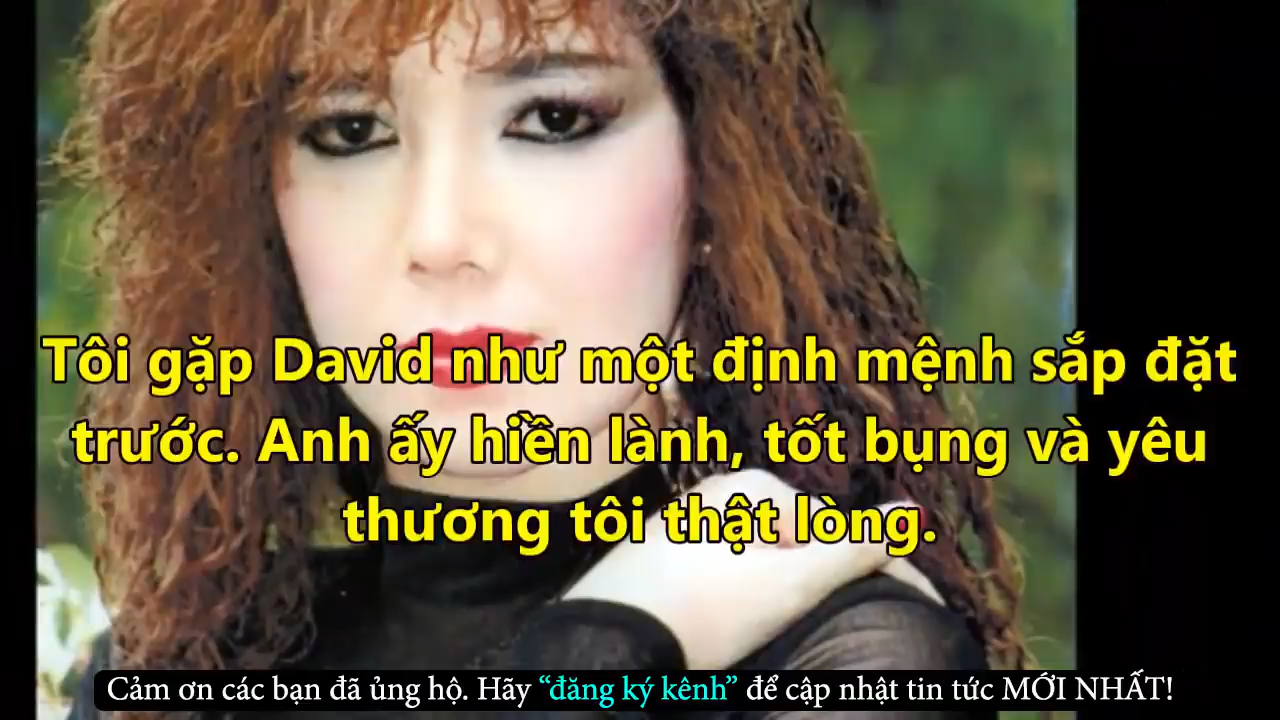 Tôi gặp David như một định mệnh sắp đặt
trước. Anh ấy hiền lành, tốt bụng và yêu
thương tôi thật lòng.
Cảm ơn các bạn đã ủng hộ. Hãy “đăng ký kênh” để cập nhật tin tức MỚI NHẤT!